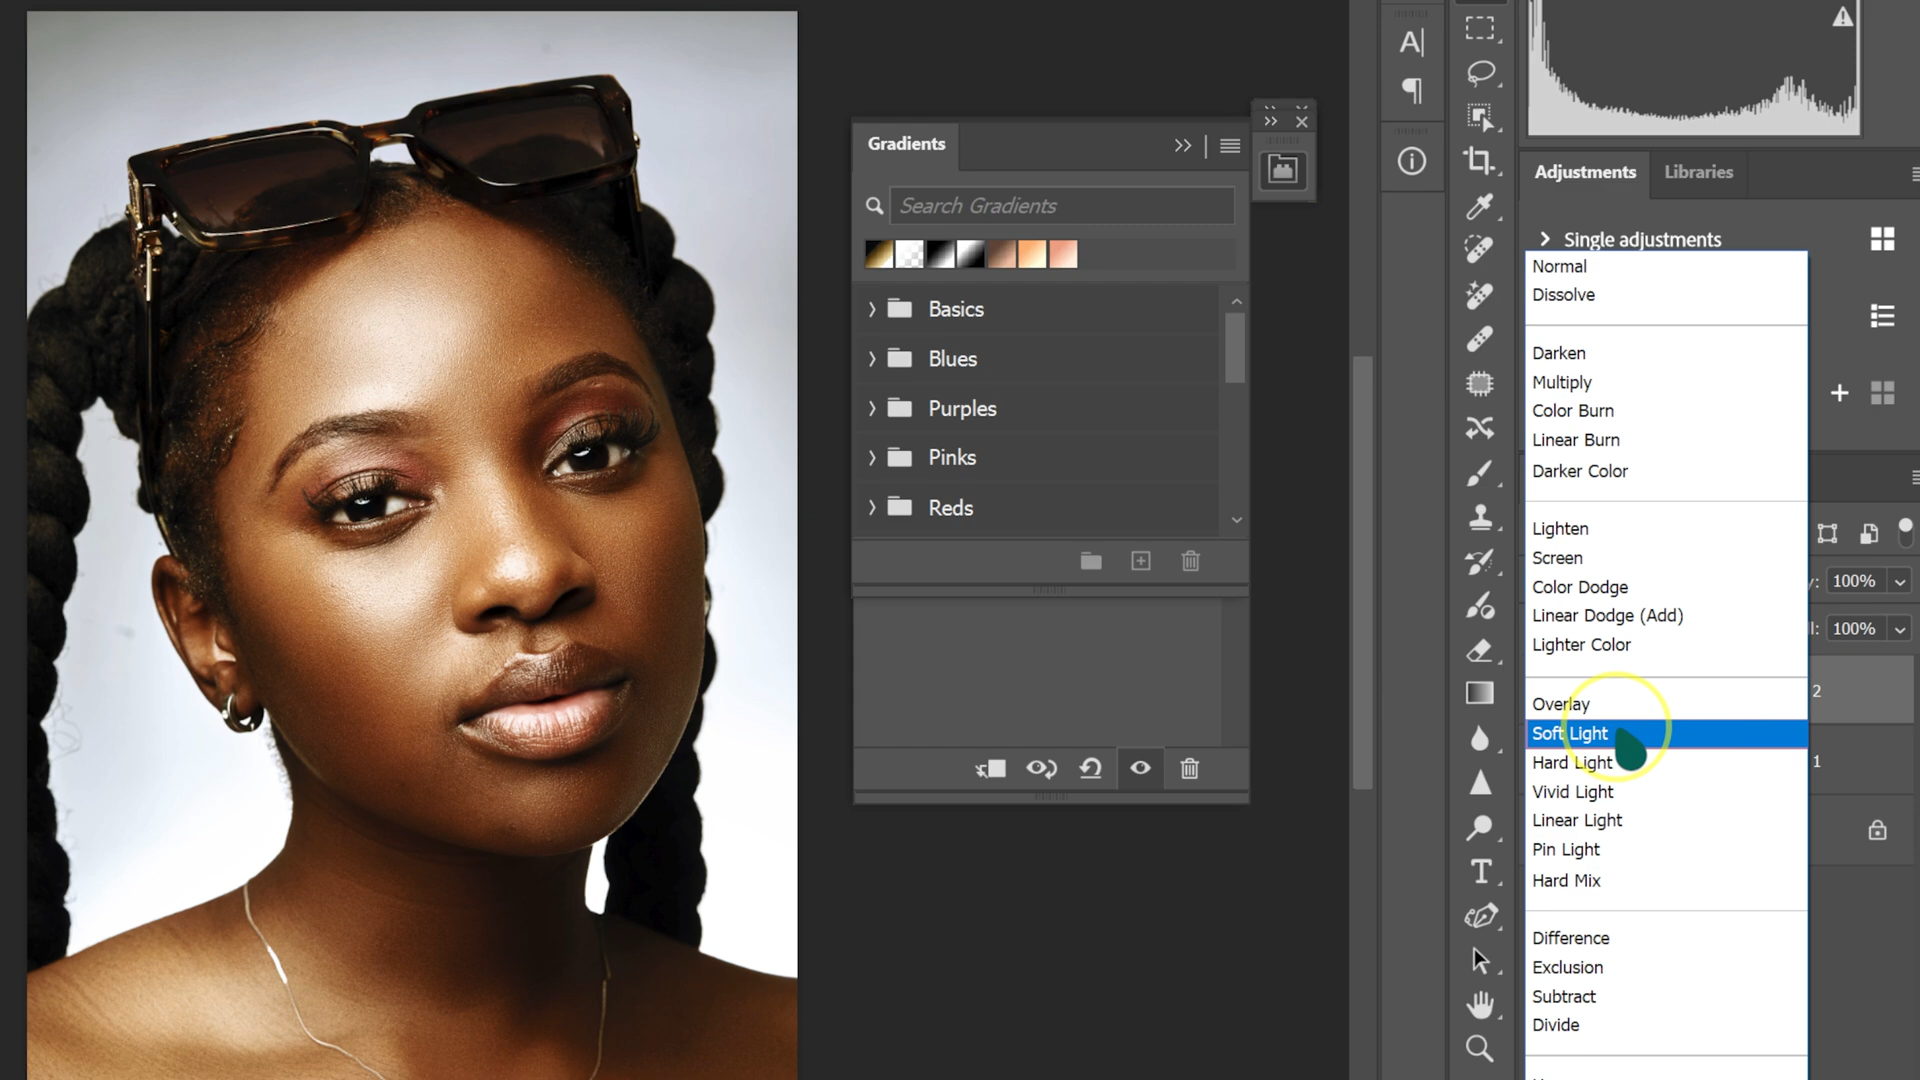 A|
Gradients
Search Gradients
Basics
Blues
Purples
Pinks
Reds
Adjustments
Libraries
Single adjustments
Normal
Dissolve
Darken
Multiply
Color Burn
Linear Burn
Darker Color
Lighten
Screen
Color Dodge
Linear Dodge (Add)
Lighter Color
Overlay
Soft Light
Hard Light
Vivid Light
Linear Light
Pin Light
Hard Mix
Difference
Exclusion
Subtract
Divide
y: 100%
l: 100%
2
1